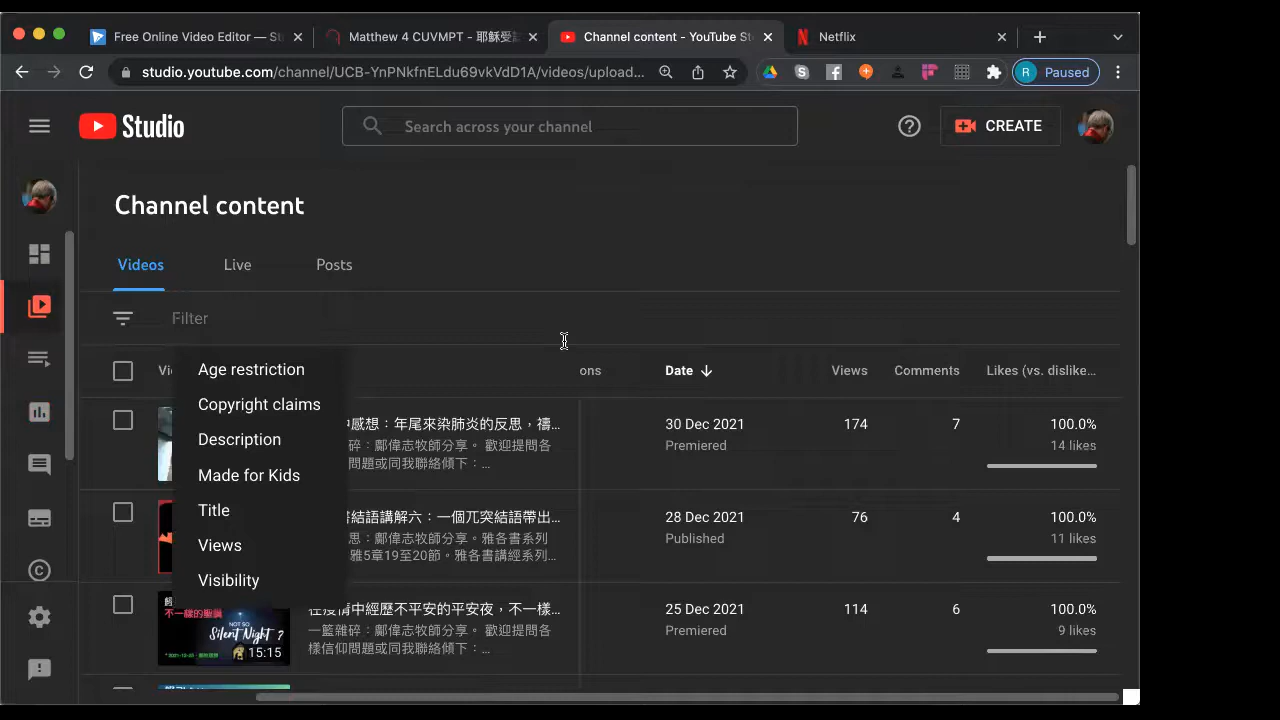 Free Online Video Editor — S
Matthew 4 CUVMPT - 耶穌受
Channel content - YouTube St
Netflix
studio.youtube.com/channel/UCB-YnPNkfnELdu69vkVdD1A/videos/upload...
R Paused
Studio
Search across your channel
CREATE
Channel content
Videos
Live
Posts
Filter
Vi
ons
Date
Views
Comments
Likes (vs. dislike...
Age restriction
Copyright claims
Description
Made for Kids
Title
Views
Visibility
感想：年尾來染肺炎的反思，禱...
碎：鄺偉志牧師分享。 歡迎提問各
問題或同我聯絡傾下：...
30 Dec 2021
Premiered
174
7
100.0%
14 likes
結語講解六：一個兀突結語帶出...
思：鄺偉志牧師分享。雅各書系列
雅5章19至20節。雅各書講經系列...
28 Dec 2021
Published
76
4
100.0%
11 likes
不一樣的聖誕
NOT SO
Silent Night ?
15:15
在疫情中經歷不平安的平安夜，不一樣...
一籃雜碎：鄺偉志牧師分享。 歡迎提問各
樣信仰問題或同我聯絡傾下：...
25 Dec 2021
Premiered
114
6
100.0%
9 likes